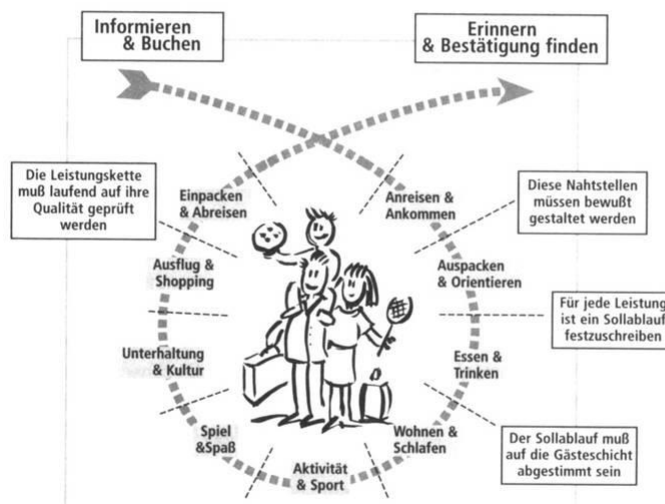 Informieren
& Buchen
Erinnern
& Bestätigung finden
Die Leistungskette
muß laufend auf ihre
Qualität geprüft
werden
Einpacken
& Abreisen
Anreisen &
Ankommen
Diese Nahtstellen
müssen bewußt
gestaltet werden
Ausflug &
Shopping
Auspacken
& Orientieren
Für jede Leistung
ist ein Sollablauf
festzuschreiben
Unterhaltung
& Kultur
Essen &
Trinken
Spiel
&Spaß
Wohnen &
Schlafen
Der Sollablauf muß
auf die Gästeschicht
abgestimmt sein
Aktivität
& Sport